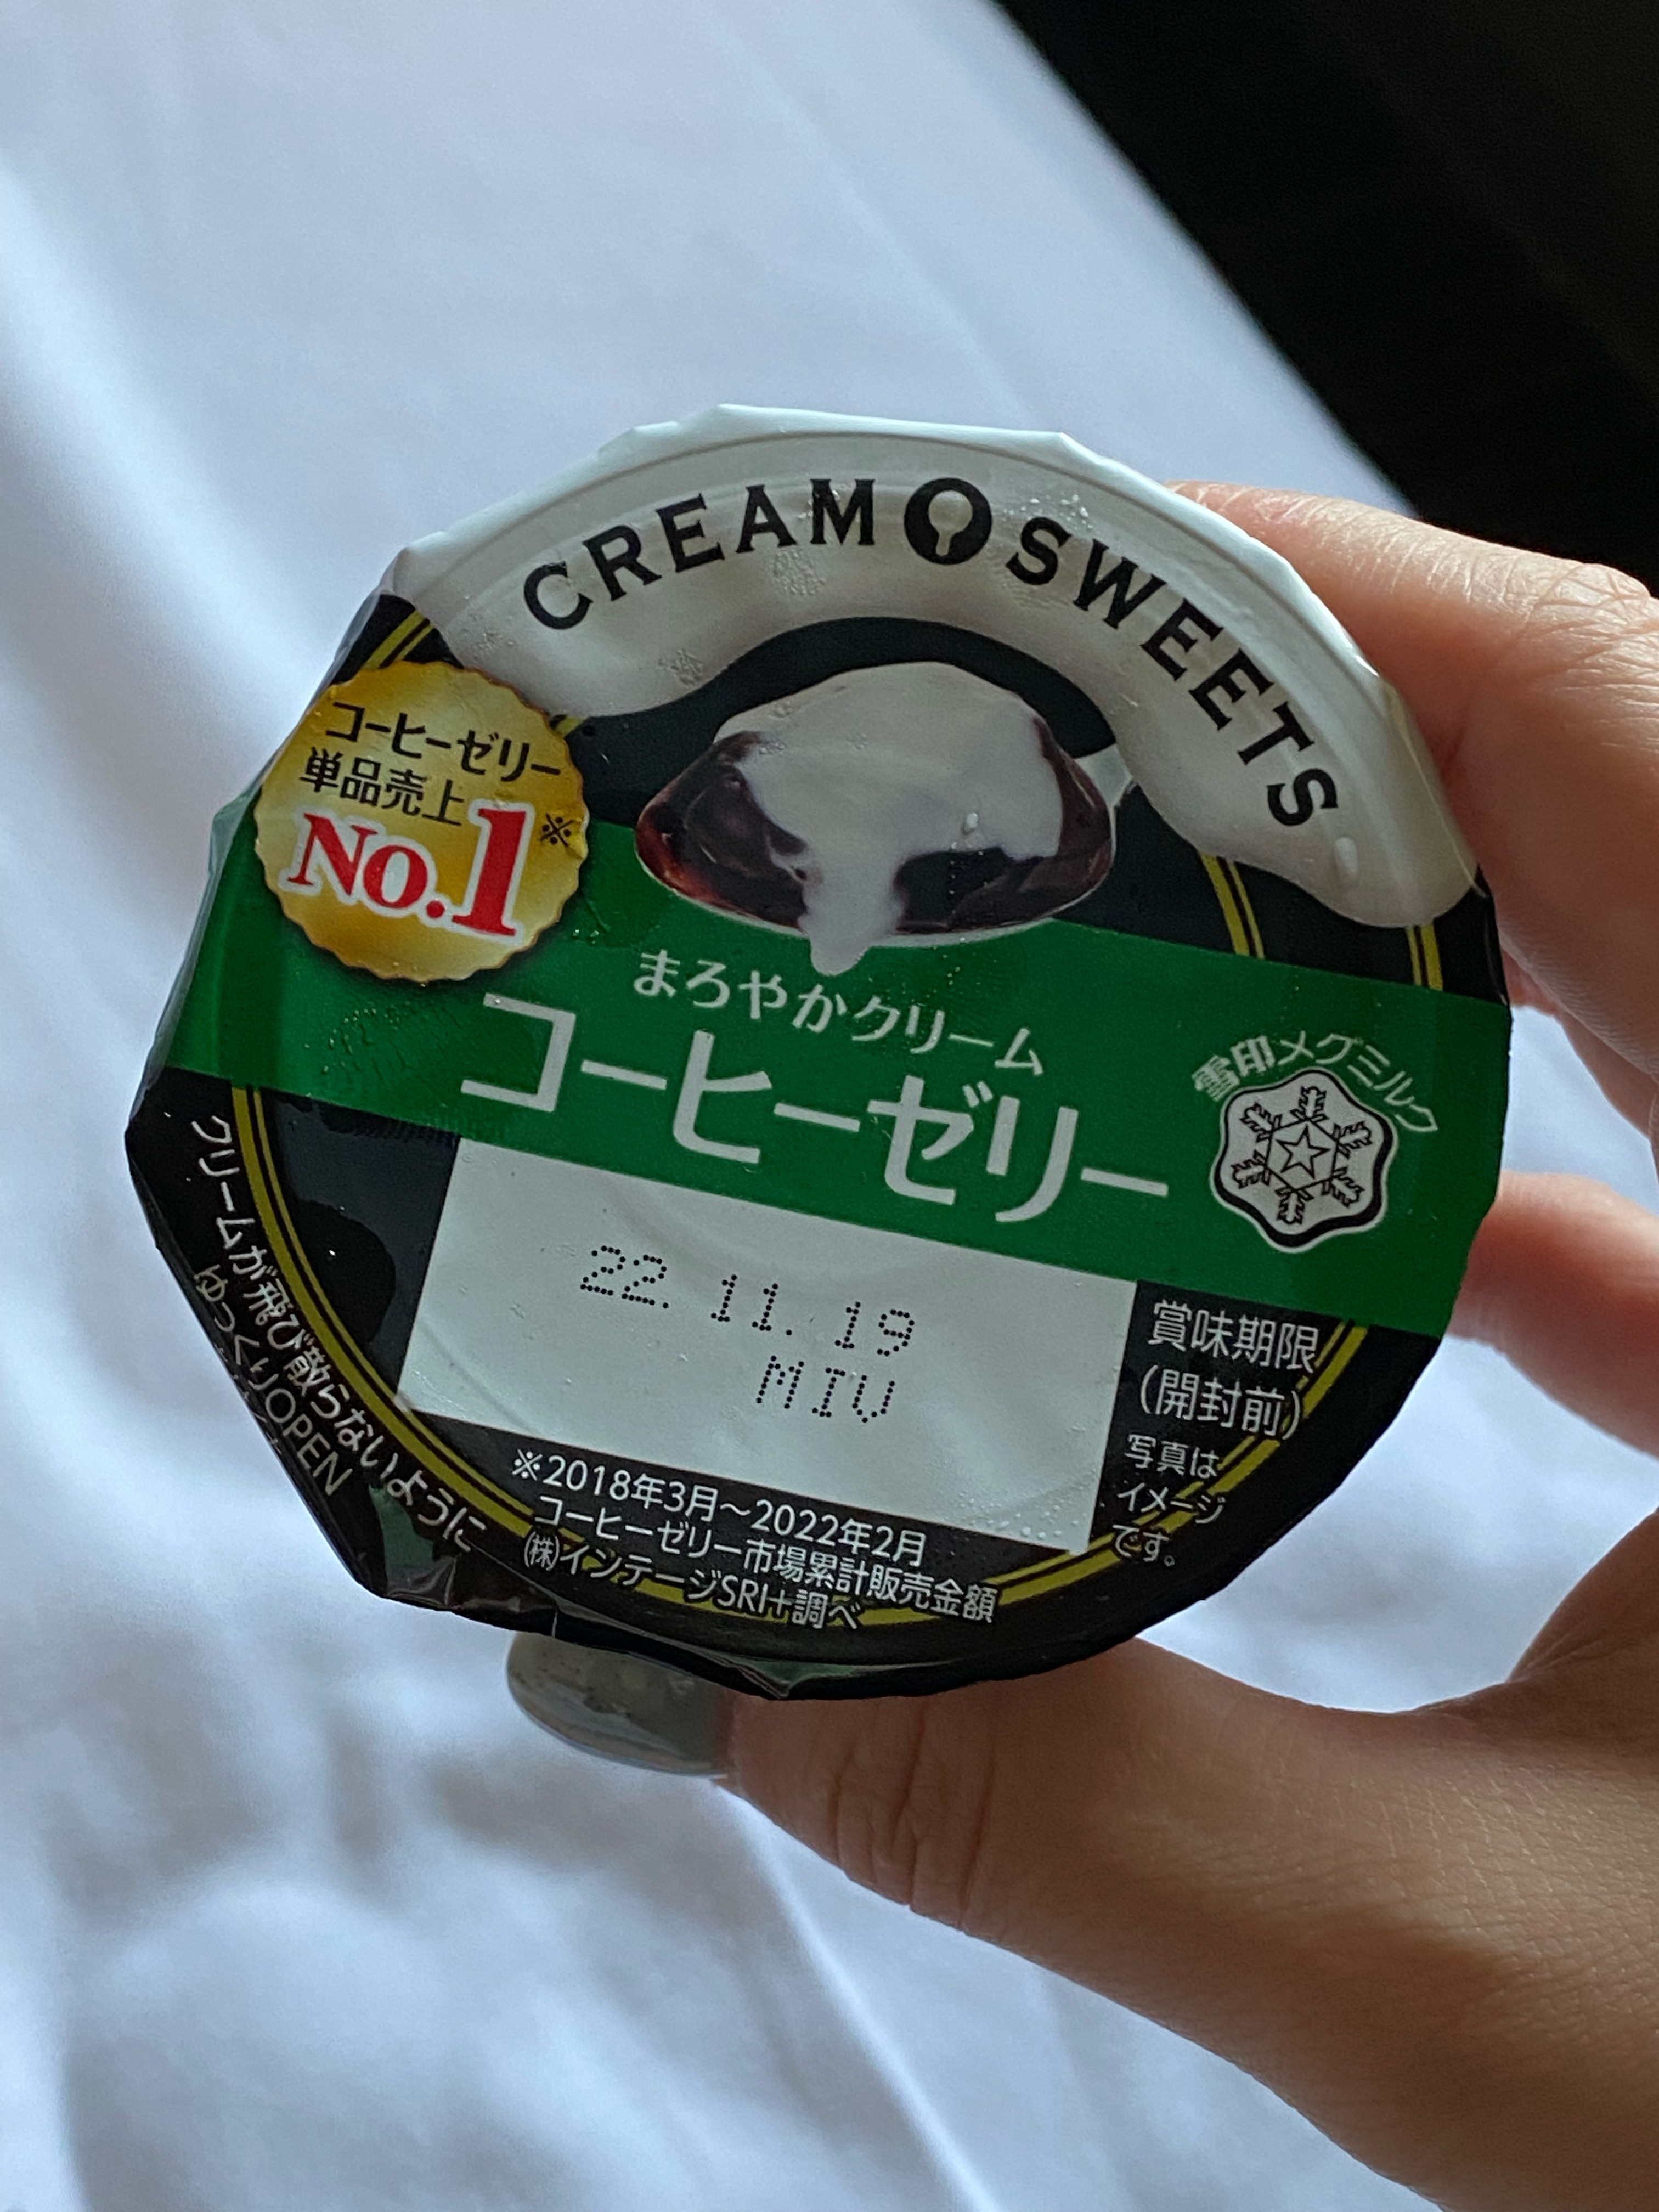 CREAM SWEETS
コーヒーゼリー
単品売上
No.1※
まろやかクリーム
コーヒーゼリー
雪印メグミルク
22. 11. 19
MIU
賞味期限
(開封前)
写真は
イメージ
です。
※2018年3月～2022年2月
コーヒーゼリー市場累計販売金額
(株)インテージSRI+調べ
クリームが飛び散らないように
ゆっくりOPEN